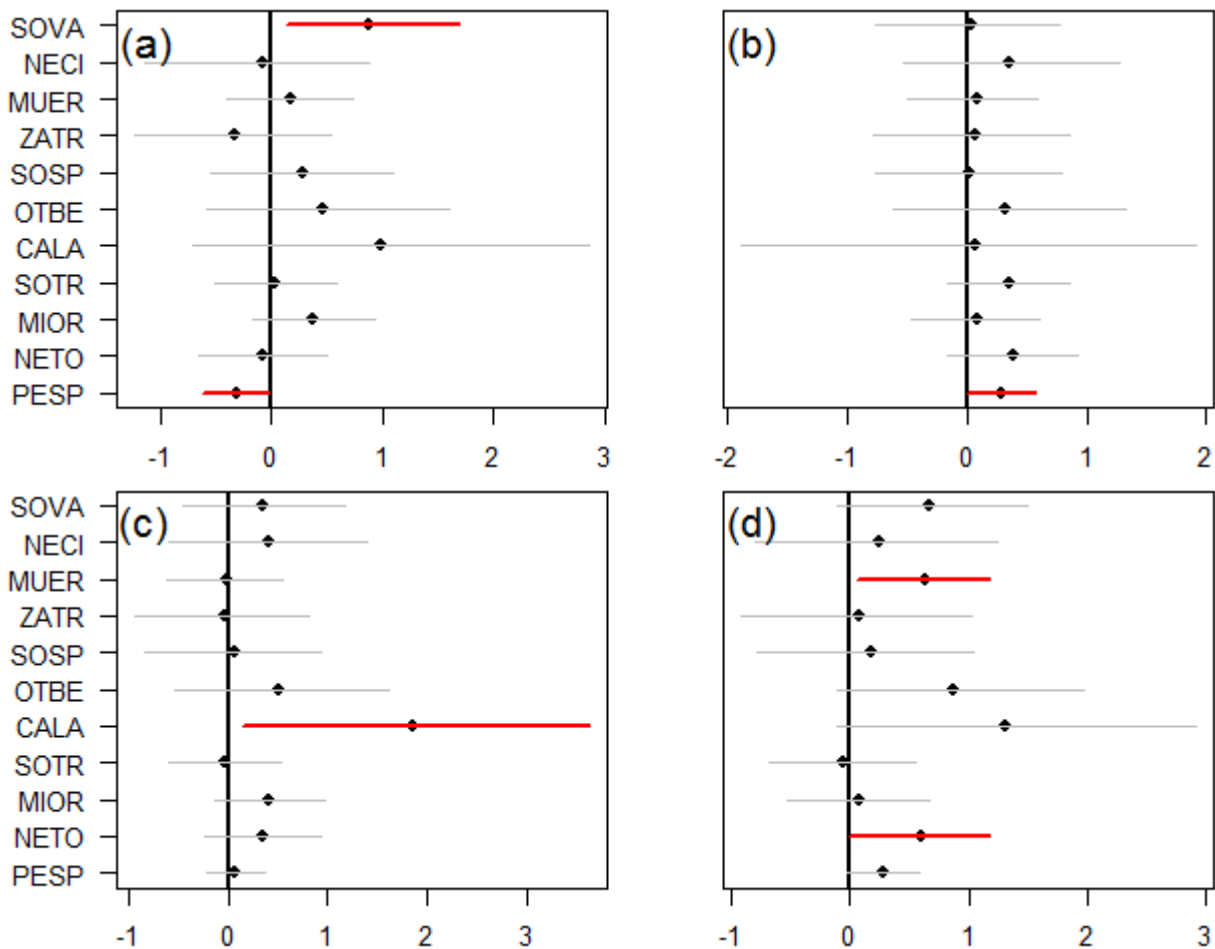 SOVA
NECI
MUER
ZATR
SOSP
OTBE
CALA
SOTR
MIOR
NETO
PESP
(a)
-1 0 1 2 3
(b)
-2 -1 0 1 2
SOVA
NECI
MUER
ZATR
SOSP
OTBE
CALA
SOTR
MIOR
NETO
PESP
(c)
-1 0 1 2 3
(d)
-1 0 1 2 3